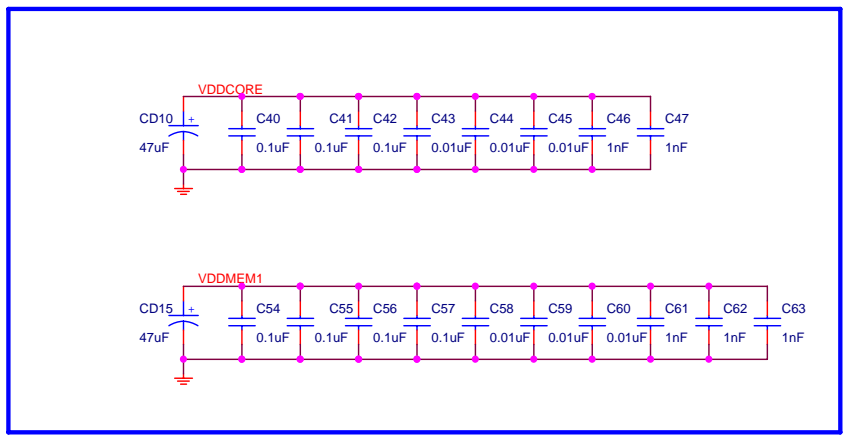 VDDCORE
CD10 + C40 C41 C42 C43 C44 C45 C46 C47
47uF 0.1uF 0.1uF 0.1uF 0.01uF 0.01uF 0.01uF 1nF 1nF
VDDMEM1
CD15 + C54 C55 C56 C57 C58 C59 C60 C61 C62 C63
47uF 0.1uF 0.1uF 0.1uF 0.1uF 0.01uF 0.01uF 0.01uF 1nF 1nF 1nF